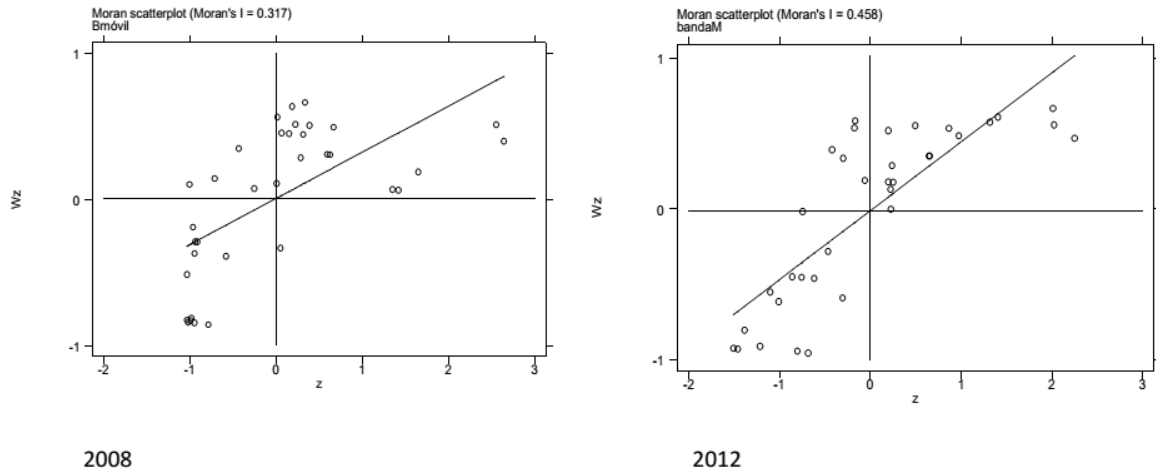 Moran scatterplot (Moran's I = 0.317)
Bmóvil
1
0
-1
Wz
-2
-1
0
1
2
3
z
2008
Moran scatterplot (Moran's I = 0.458)
bandaM
1
0
-1
Wz
-2
-1
0
1
2
3
z
2012